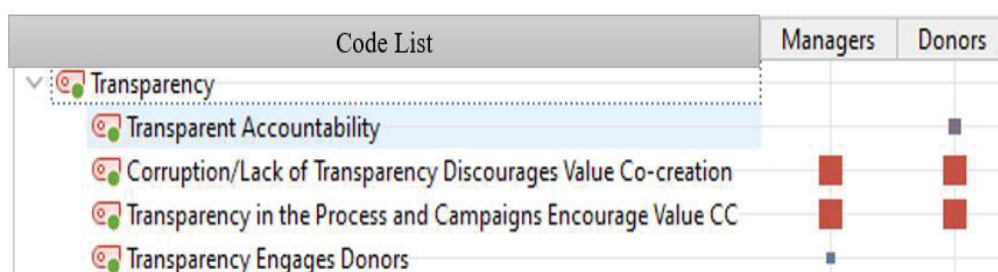 Code List Managers Donors
Transparency
Transparent Accountability
Corruption/Lack of Transparency Discourages Value Co-creation
Transparency in the Process and Campaigns Encourage Value CC
Transparency Engages Donors